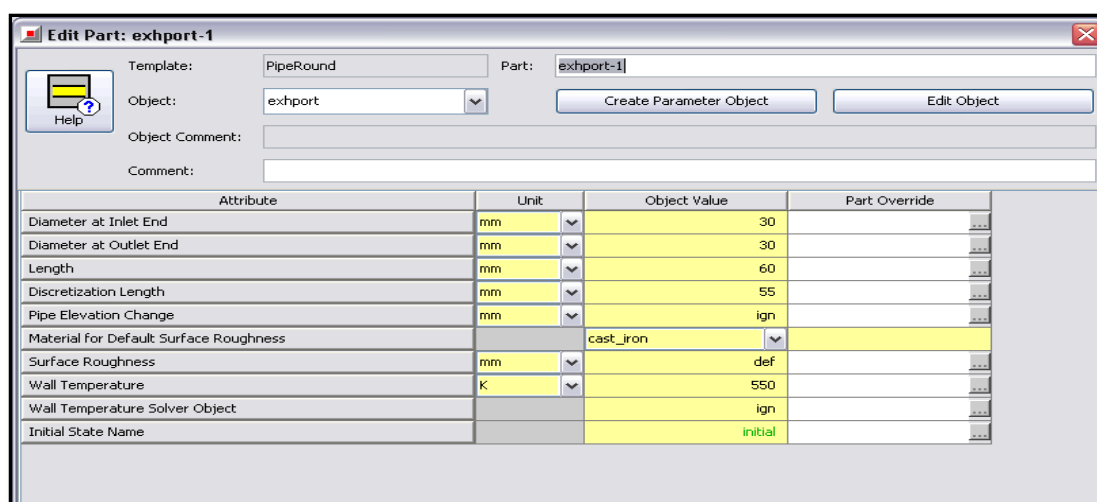 Edit Part: exhport-1
Template: PipeRound Part: exhport-1
Help
Object: exhport Create Parameter Object Edit Object
Object Comment:
Comment:
Attribute Unit Object Value Part Override
Diameter at Inlet End mm 30 ...
Diameter at Outlet End mm 30 ...
Length mm 60 ...
Discretization Length mm 55 ...
Pipe Elevation Change mm ign ...
Material for Default Surface Roughness cast_iron
Surface Roughness mm def ...
Wall Temperature K 550 ...
Wall Temperature Solver Object ign ...
Initial State Name initial ...